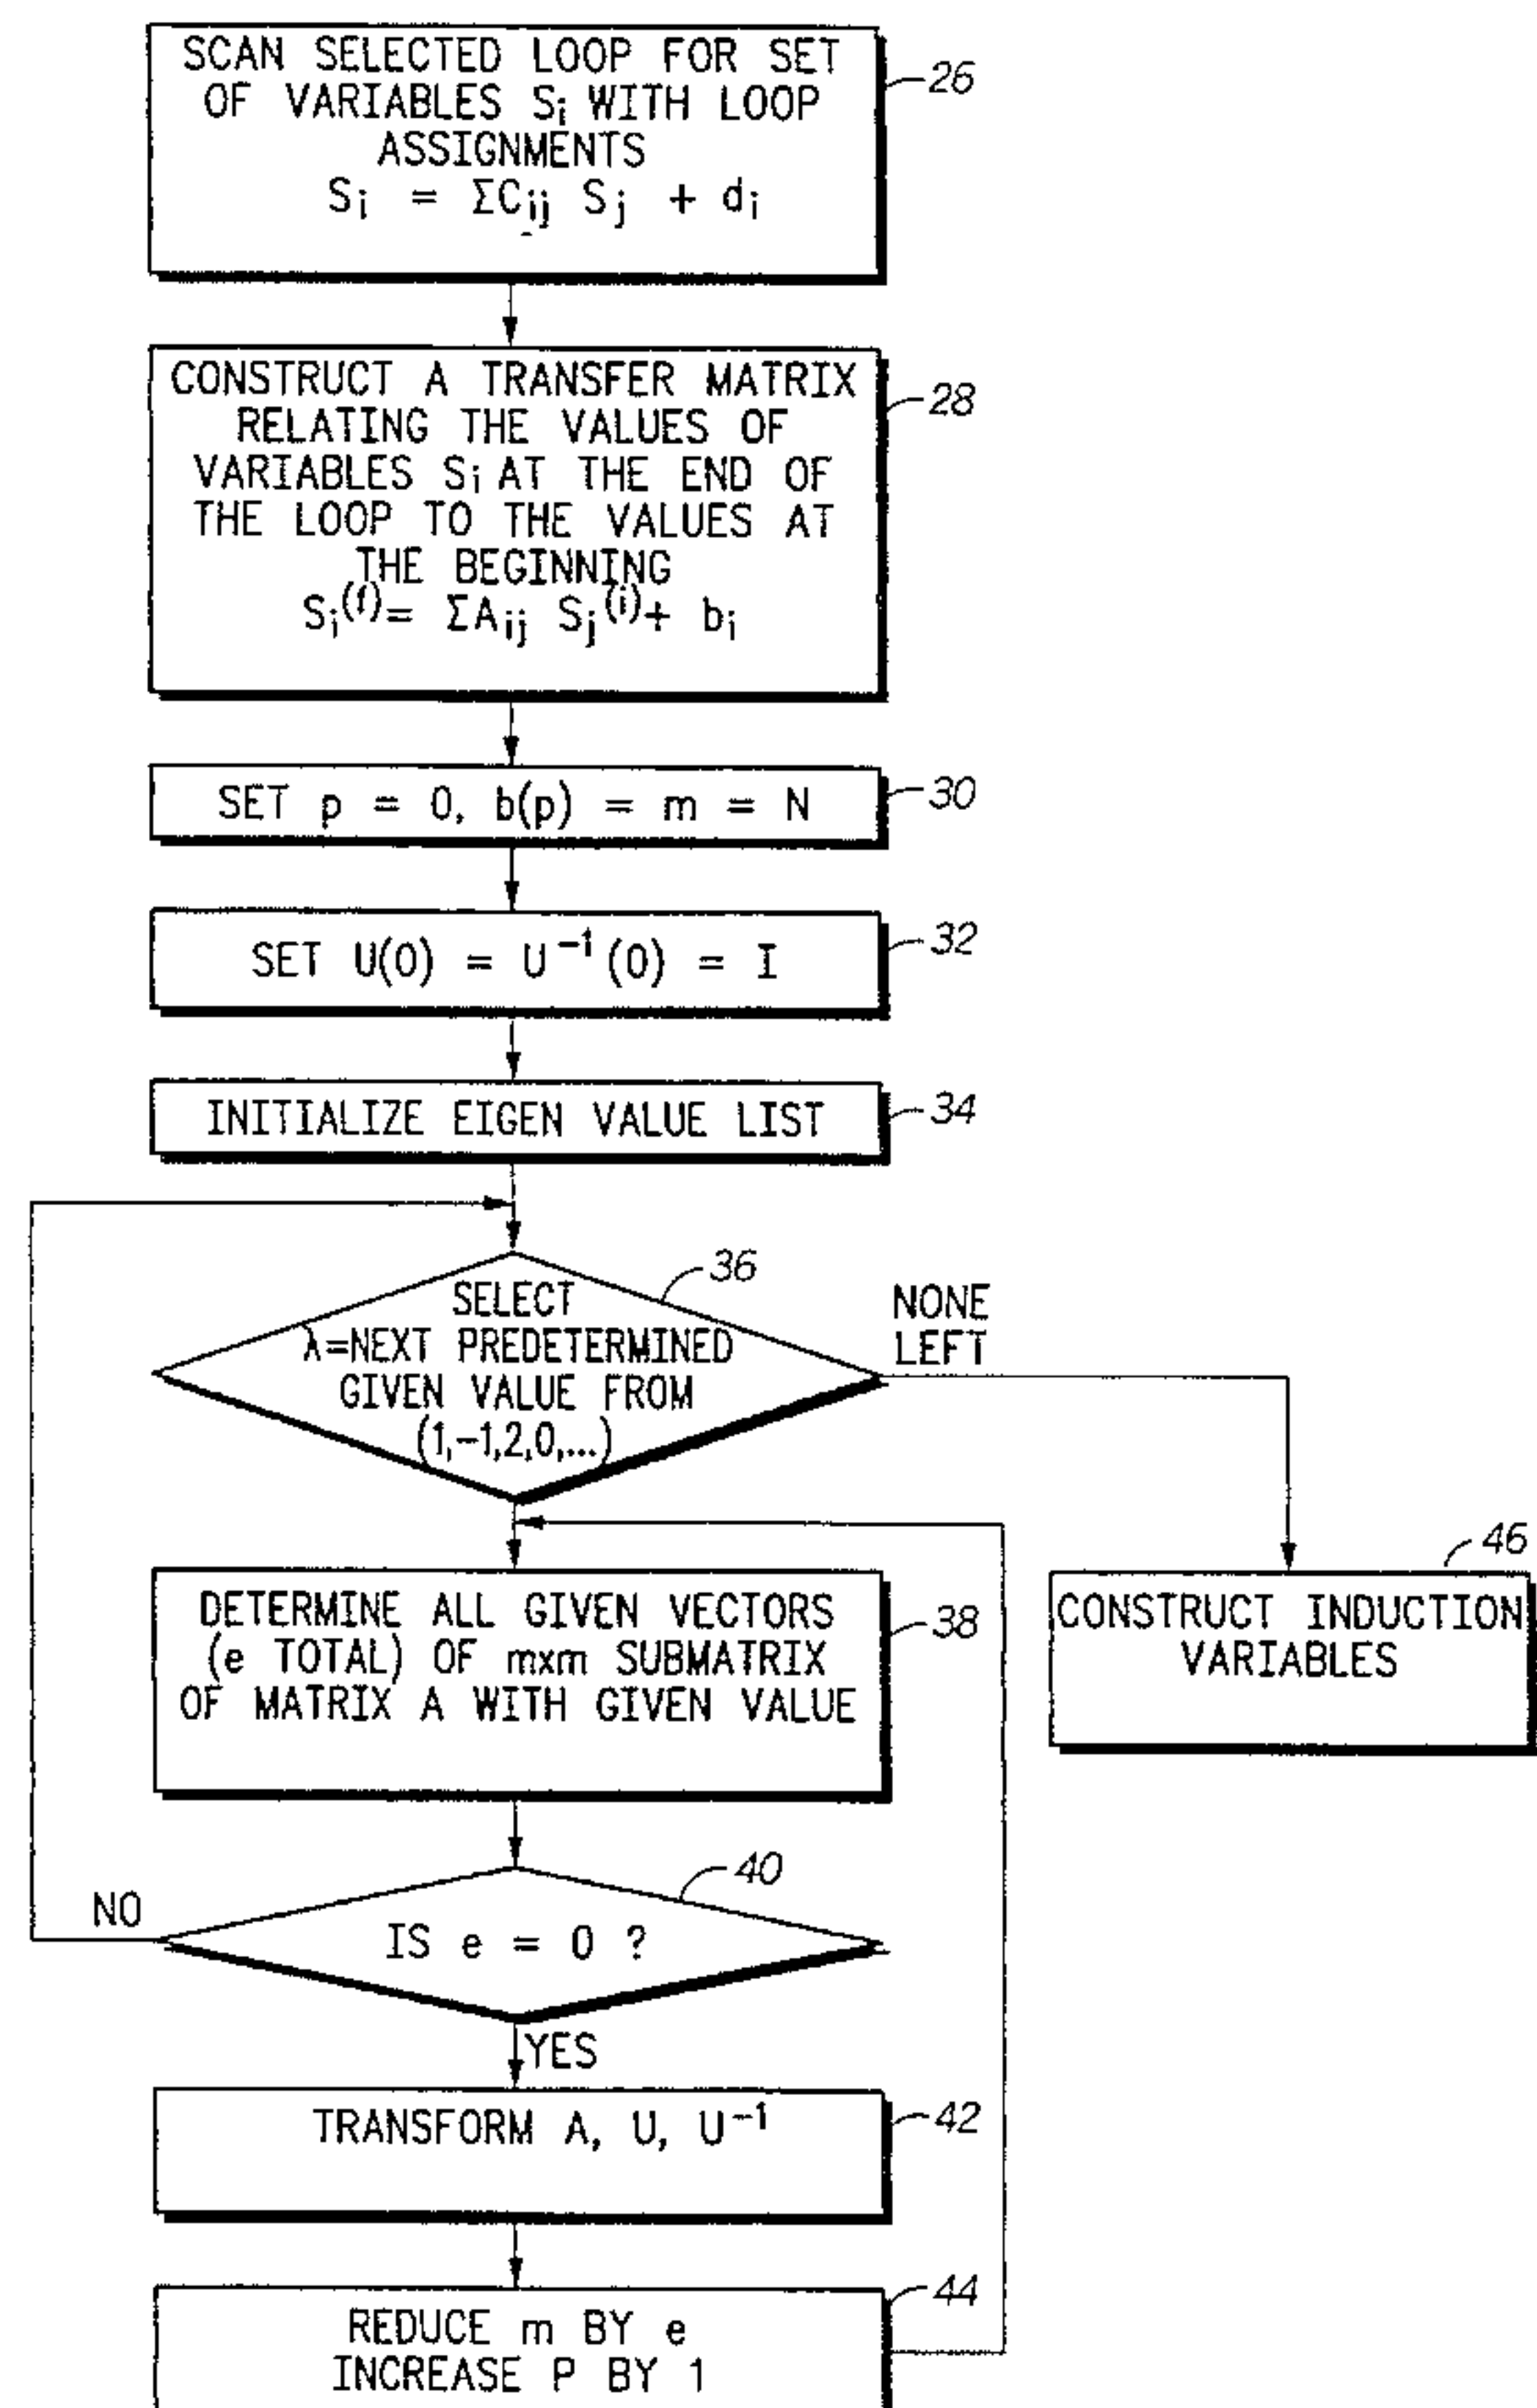 SCAN SELECTED LOOP FOR SET
OF VARIABLES Si WITH LOOP
ASSIGNMENTS
Si = ΣCij Sj + di
26
CONSTRUCT A TRANSFER MATRIX
RELATING THE VALUES OF
VARIABLES Si AT THE END OF
THE LOOP TO THE VALUES AT
THE BEGINNING
Si(f)= ΣAij Sj(i)+ bi
28
SET p = 0, b(p) = m = N
30
SET U(0) = U⁻¹(0) = I
32
INITIALIZE EIGEN VALUE LIST
34
36
SELECT
λ=NEXT PREDETERMINED
GIVEN VALUE FROM
(1,-1,2,0,...)
NONE
LEFT
46
CONSTRUCT INDUCTION
VARIABLES
DETERMINE ALL GIVEN VECTORS
(e TOTAL) OF mxm SUBMATRIX
OF MATRIX A WITH GIVEN VALUE
38
40
NO
IS e = 0 ?
YES
TRANSFORM A, U, U⁻¹
42
44
REDUCE m BY e
INCREASE P BY 1